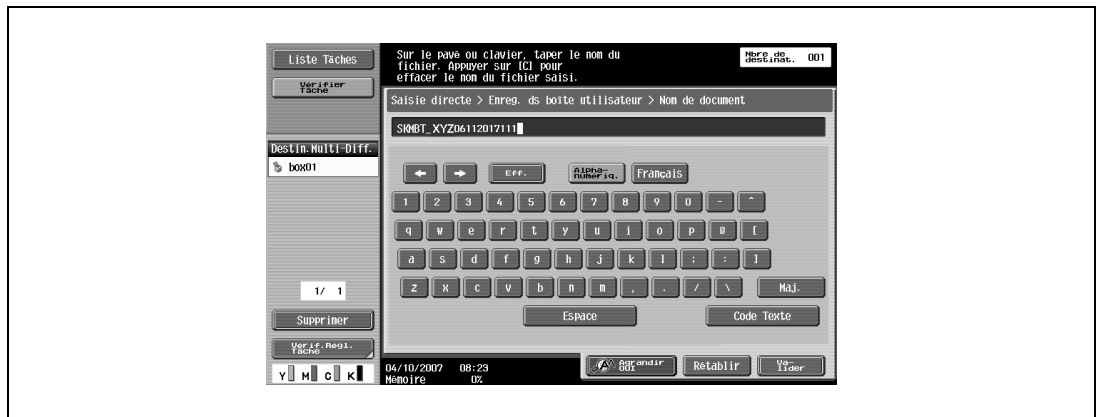 Liste Tâches
Vérifier
Tâche
Destin.Multi-Diff.
box01
1/ 1
Supprimer
Vérif.Régl.
Tâche
Y M C K
Sur le pavé ou clavier, taper le nom du
fichier. Appuyer sur [C] pour
effacer le nom du fichier saisi.
Nbre de
destinat. 001
Saisie directe > Enreg. ds boîte utilisateur > Nom de document
SKMBT_XYZ06112017111
← → Eff. Alpha-
numériq. Français
1 2 3 4 5 6 7 8 9 0 - ^
q w e r t y u i o p @ [
a s d f g h j k l ; : ]
z x c v b n m , . / \ Maj.
Espace Code Texte
04/10/2007 08:23
Mémoire 0%
Agrandir
001
Rétablir
Va-
lider